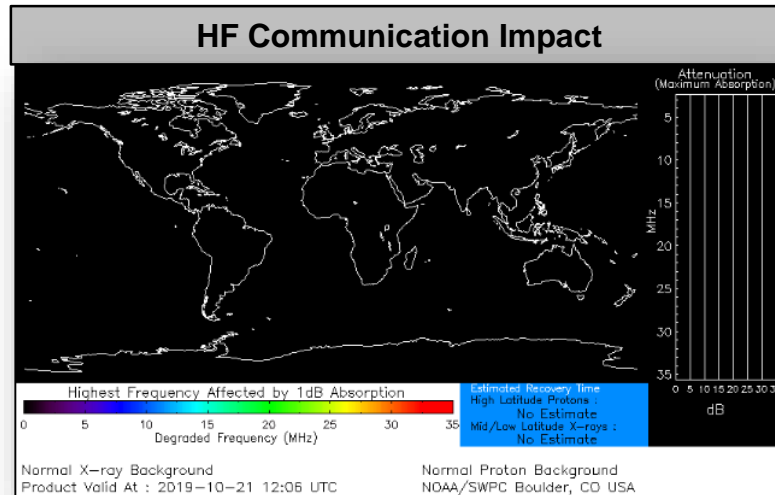 HF Communication Impact
Attenuation
(Maximum Absorption)
5
10
15
20
25
30
35
MHz
0 5 10 15 20 25 30 3
dB
Highest Frequency Affected by 1dB Absorption
0 5 10 15 20 25 30 35
Degraded Frequency (MHz)
Estimated Recovery Time
High Latitude Protons :
No Estimate
Mid/Low Latitude X-rays :
No Estimate
Normal X-ray Background
Normal Proton Background
Product Valid At : 2019-10-21 12:06 UTC
NOAA/SWPC Boulder, CO USA